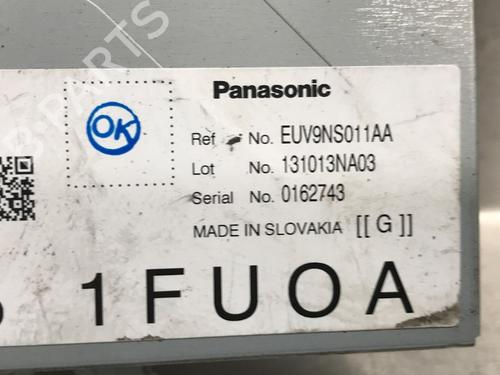 OK
Panasonic
Ref No. EUV9NS011AA
Lot No. 131013NA03
Serial No. 0162743
MADE IN SLOVAKIA [[ G ]]
1FUOA